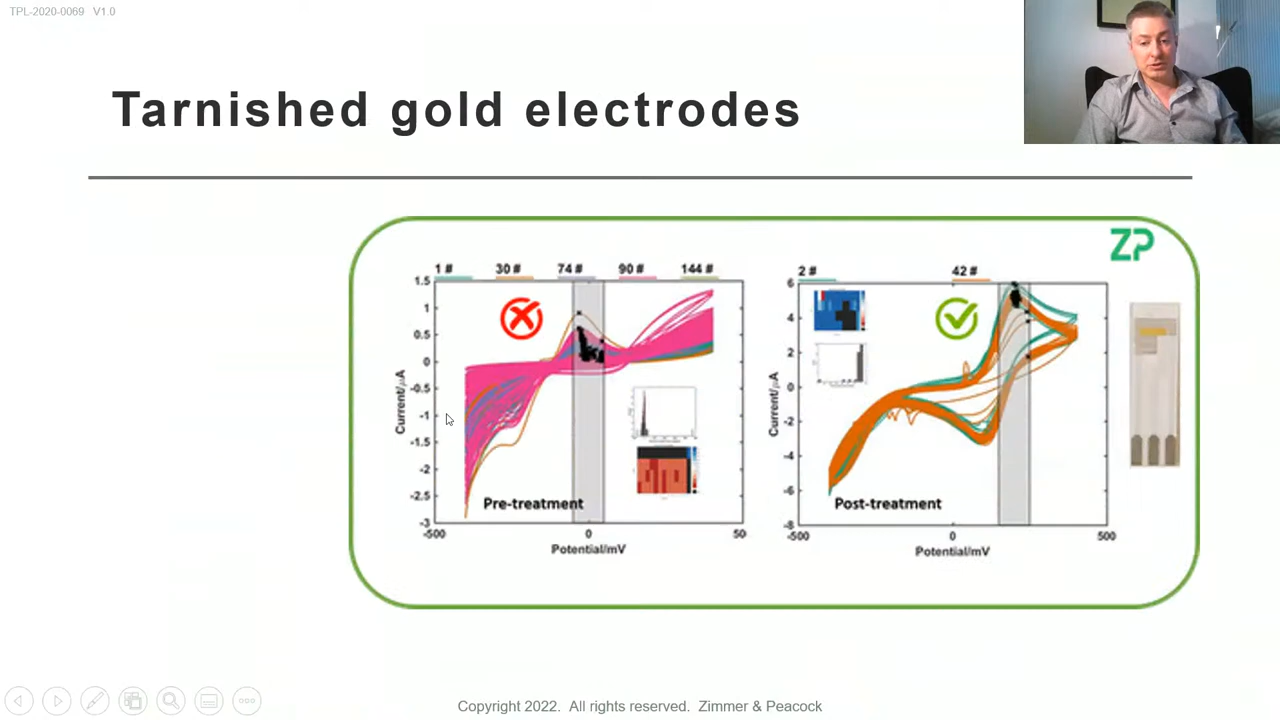 TPL-2020-0069 V1.0
Tarnished gold electrodes
ZP
1 # 30 # 74 # 90 # 144 #
1.5
1
0.5
0
-0.5
-1
-1.5
-2
-2.5
-3
Current/µA
Pre-treatment
-500 0 50
Potential/mV
2 # 42 #
6
4
2
0
-2
-4
-6
-8
Current/µA
Post-treatment
-500 0 500
Potential/mV
Copyright 2022. All rights reserved. Zimmer & Peacock